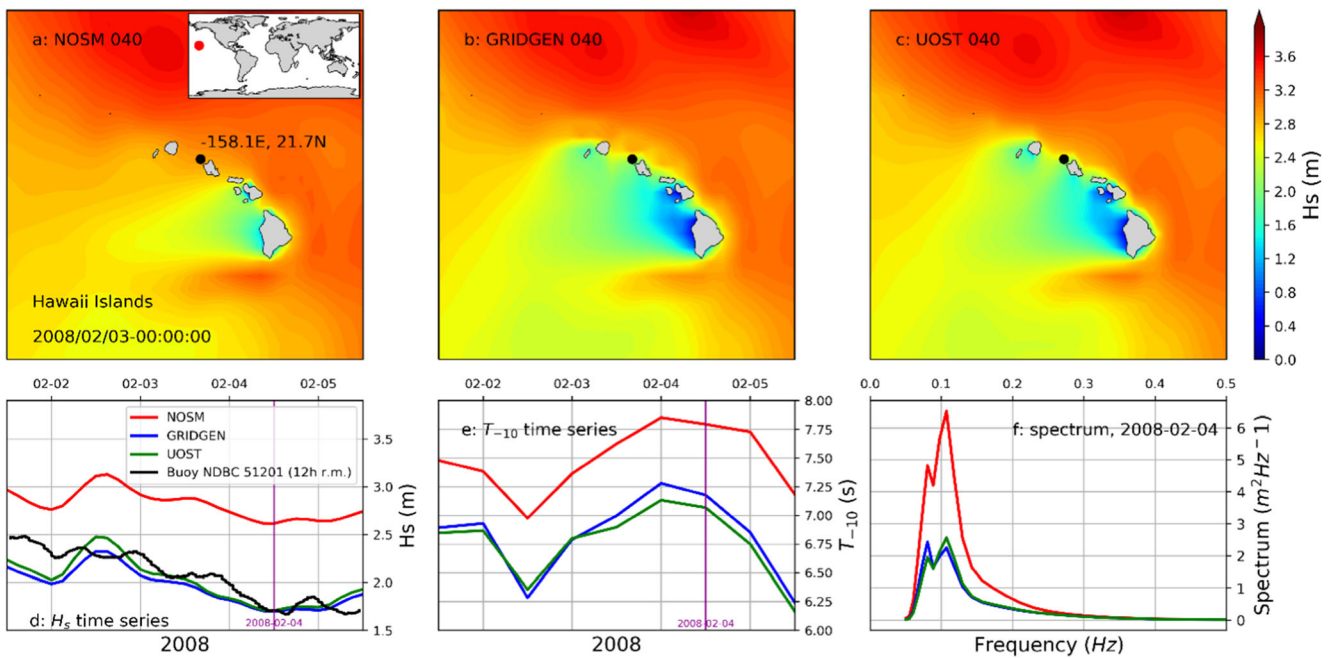 a: NOSM 040
b: GRIDGEN 040
c: UOST 040
-158.1E, 21.7N
Hawaii Islands
2008/02/03-00:00:00
3.6
3.2
2.8
2.4
2.0
1.6
1.2
0.8
0.4
0.0
Hs (m)
02-02 02-03 02-04 02-05
NOSM
GRIDGEN
UOST
Buoy NDBC 51201 (12h r.m.)
3.5
3.0
2.5
2.0
1.5
Hs (m)
d: Hs time series
2008-02-04
2008
02-02 02-03 02-04 02-05
e: T−10 time series
8.00
7.75
7.50
7.25
7.00
6.75
6.50
6.25
6.00
T−10 (s)
2008-02-04
2008
0.0 0.1 0.2 0.3 0.4 0.5
f: spectrum, 2008-02-04
6
5
4
3
2
1
0
Spectrum (m²Hz−1)
Frequency (Hz)